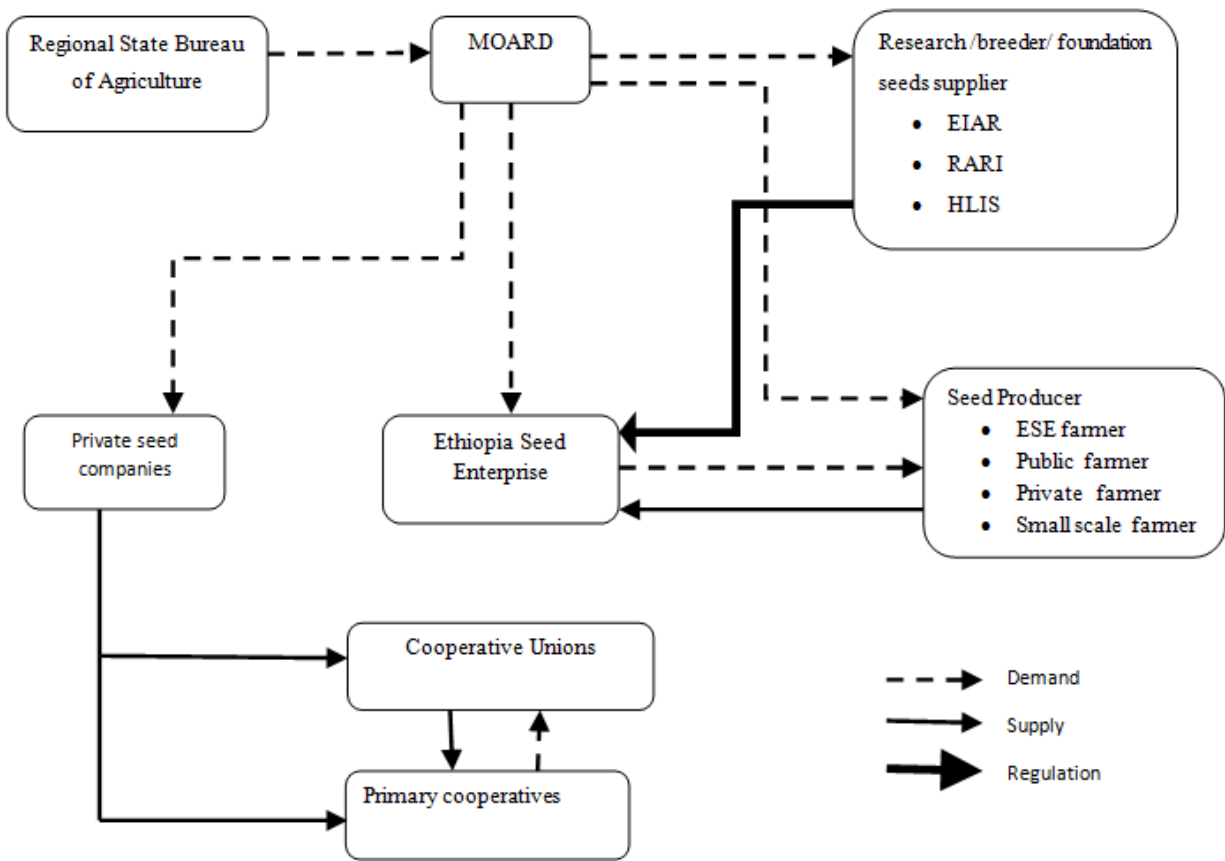 Regional State Bureau
of Agriculture
MOARD
Research /breeder/ foundation
seeds supplier
• EIAR
• RARI
• HLIS
Private seed
companies
Ethiopia Seed
Enterprise
Seed Producer
• ESE farmer
• Public farmer
• Private farmer
• Small scale farmer
Cooperative Unions
Primary cooperatives
Demand
Supply
Regulation